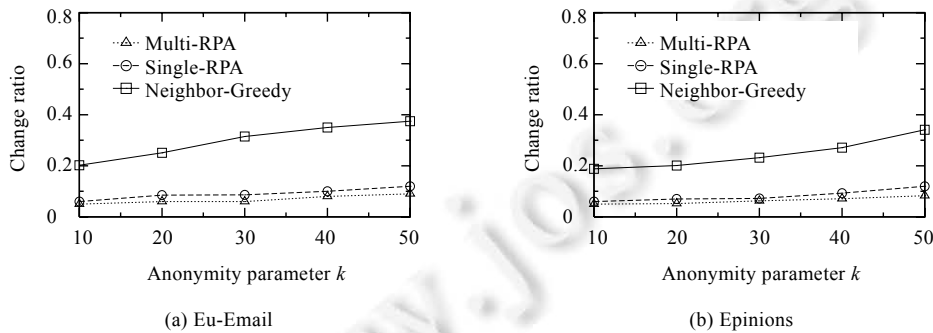 0.8
0.6
0.4
0.2
0
Change ratio
Multi-RPA
Single-RPA
Neighbor-Greedy
10 20 30 40 50
Anonymity parameter k
(a) Eu-Email
0.8
0.6
0.4
0.2
0
Change ratio
Multi-RPA
Single-RPA
Neighbor-Greedy
10 20 30 40 50
Anonymity parameter k
(b) Epinions
w.jos.